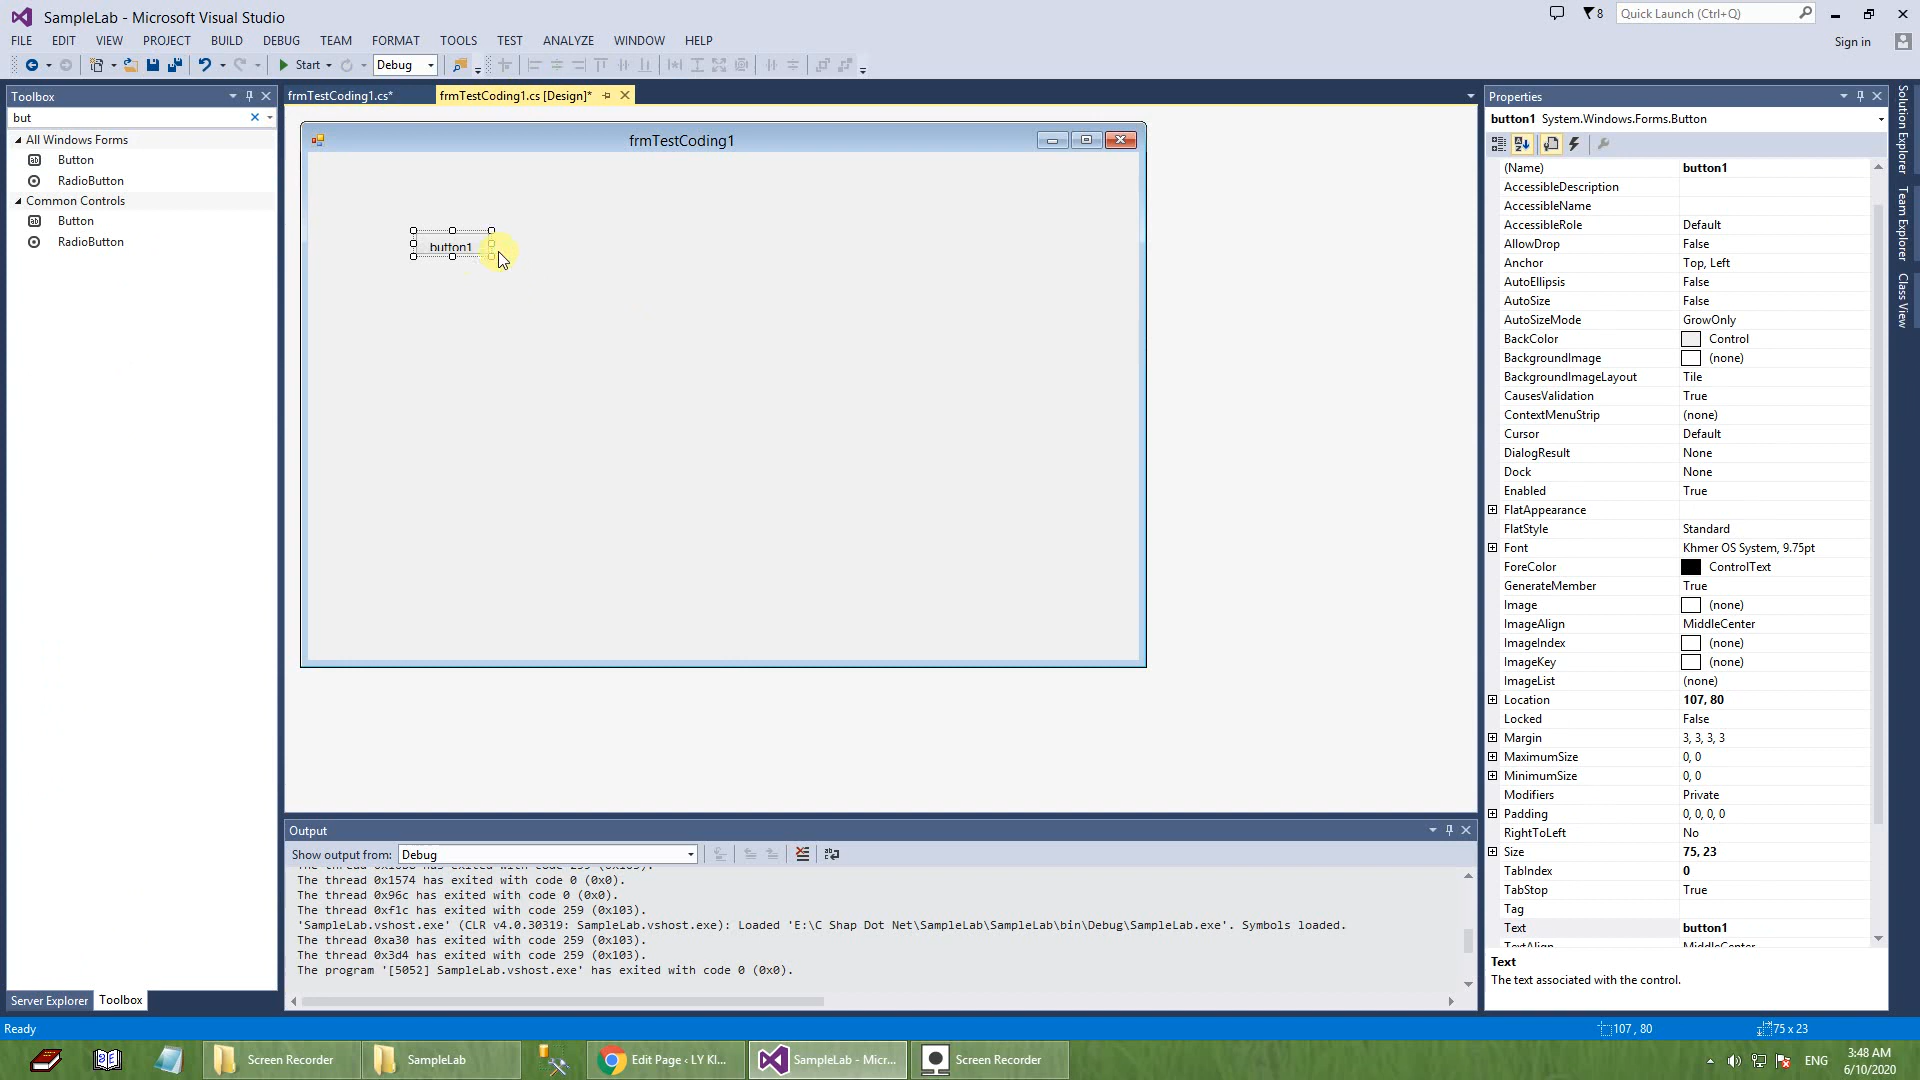 SampleLab - Microsoft Visual Studio
8
Quick Launch (Ctrl+Q)
FILE EDIT VIEW PROJECT BUILD DEBUG TEAM FORMAT TOOLS TEST ANALYZE WINDOW HELP
Sign in
Start
Debug
Toolbox
but
All Windows Forms
Button
RadioButton
Common Controls
Button
RadioButton
Server Explorer
Toolbox
frmTestCoding1.cs*
frmTestCoding1.cs [Design]*
frmTestCoding1
button1
Output
Show output from: Debug
The thread 0x1574 has exited with code 0 (0x0).
The thread 0x96c has exited with code 0 (0x0).
The thread 0xf1c has exited with code 259 (0x103).
'SampleLab.vshost.exe' (CLR v4.0.30319: SampleLab.vshost.exe): Loaded 'E:\C Shap Dot Net\SampleLab\SampleLab\bin\Debug\SampleLab.exe'. Symbols loaded.
The thread 0xa30 has exited with code 259 (0x103).
The thread 0x3d4 has exited with code 259 (0x103).
The program '[5052] SampleLab.vshost.exe' has exited with code 0 (0x0).
Properties
button1 System.Windows.Forms.Button
(Name) button1
AccessibleDescription
AccessibleName
AccessibleRole Default
AllowDrop False
Anchor Top, Left
AutoEllipsis False
AutoSize False
AutoSizeMode GrowOnly
BackColor Control
BackgroundImage (none)
BackgroundImageLayout Tile
CausesValidation True
ContextMenuStrip (none)
Cursor Default
DialogResult None
Dock None
Enabled True
FlatAppearance
FlatStyle Standard
Font Khmer OS System, 9.75pt
ForeColor ControlText
GenerateMember True
Image (none)
ImageAlign MiddleCenter
ImageIndex (none)
ImageKey (none)
ImageList (none)
Location 107, 80
Locked False
Margin 3, 3, 3, 3
MaximumSize 0, 0
MinimumSize 0, 0
Modifiers Private
Padding 0, 0, 0, 0
RightToLeft No
Size 75, 23
TabIndex 0
TabStop True
Tag
Text button1
TextAlign MiddleCenter
Text
The text associated with the control.
Solution Explorer
Team Explorer
Class View
Ready
107 , 80
75 x 23
Screen Recorder
SampleLab
Edit Page ‹ LY KI...
SampleLab - Micr...
Screen Recorder
ENG
3:48 AM
6/10/2020